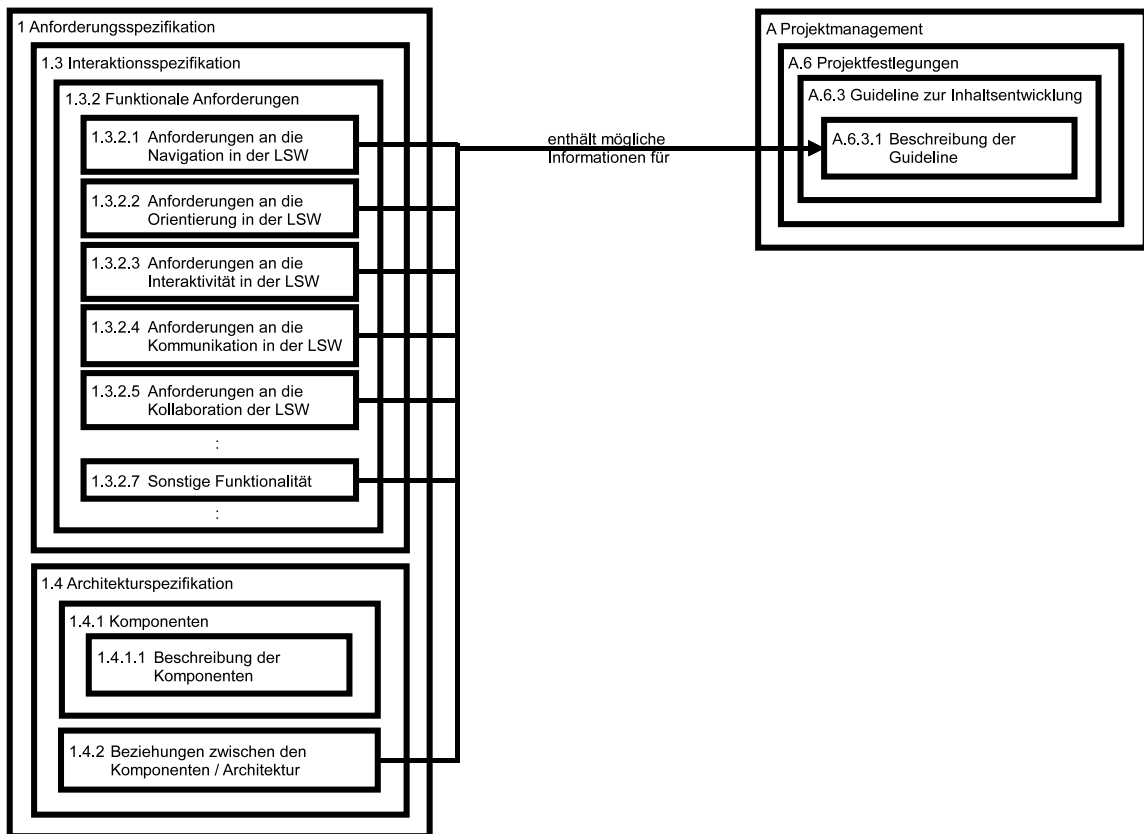 1 Anforderungsspezifikation
1.3 Interaktionsspezifikation
1.3.2 Funktionale Anforderungen
1.3.2.1 Anforderungen an die
Navigation in der LSW
1.3.2.2 Anforderungen an die
Orientierung in der LSW
1.3.2.3 Anforderungen an die
Interaktivität in der LSW
1.3.2.4 Anforderungen an die
Kommunikation in der LSW
1.3.2.5 Anforderungen an die
Kollaboration der LSW
:
1.3.2.7 Sonstige Funktionalität
:
1.4 Architekturspezifikation
1.4.1 Komponenten
1.4.1.1 Beschreibung der
Komponenten
1.4.2 Beziehungen zwischen den
Komponenten / Architektur
enthält mögliche
Informationen für
A Projektmanagement
A.6 Projektfestlegungen
A.6.3 Guideline zur Inhaltsentwicklung
A.6.3.1 Beschreibung der
Guideline